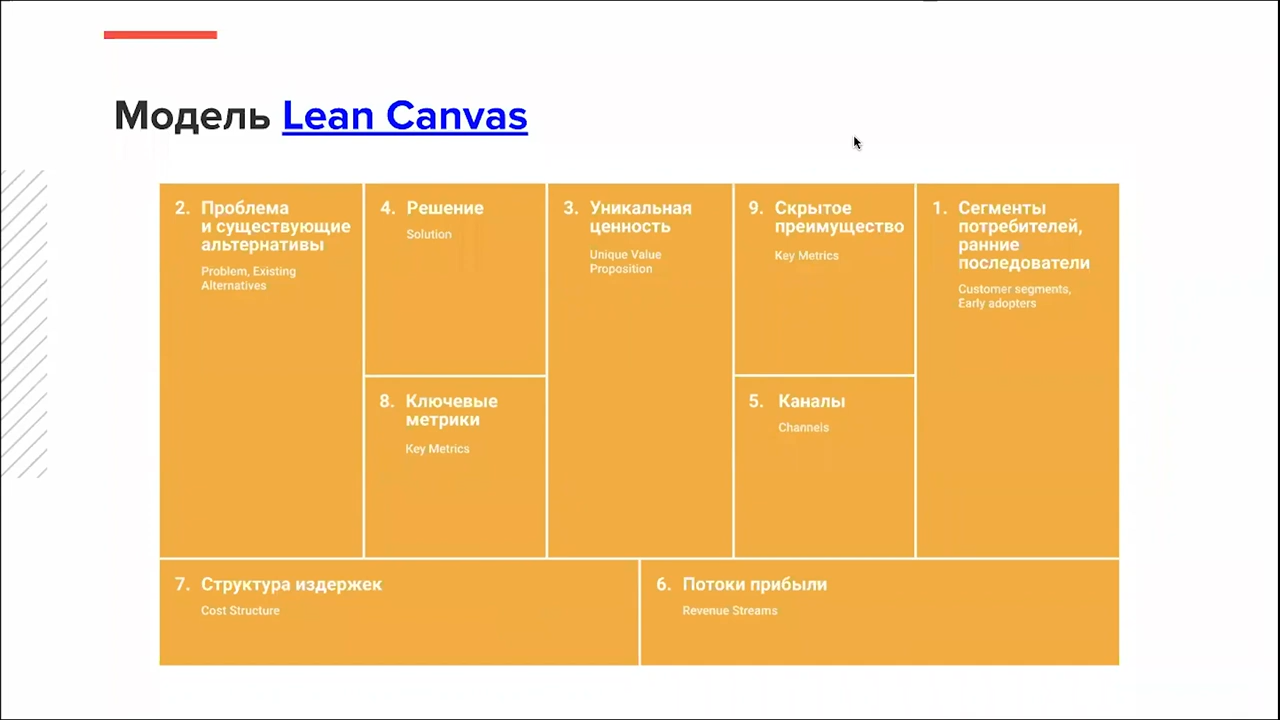 Модель Lean Canvas
2. Проблема
и существующие
альтернативы
Problem, Existing
Alternatives
4. Решение
Solution
3. Уникальная
ценность
Unique Value
Proposition
9. Скрытое
преимущество
Key Metrics
1. Сегменты
потребителей,
ранние
последователи
Customer segments,
Early adopters
8. Ключевые
метрики
Key Metrics
5. Каналы
Channels
7. Структура издержек
Cost Structure
6. Потоки прибыли
Revenue Streams